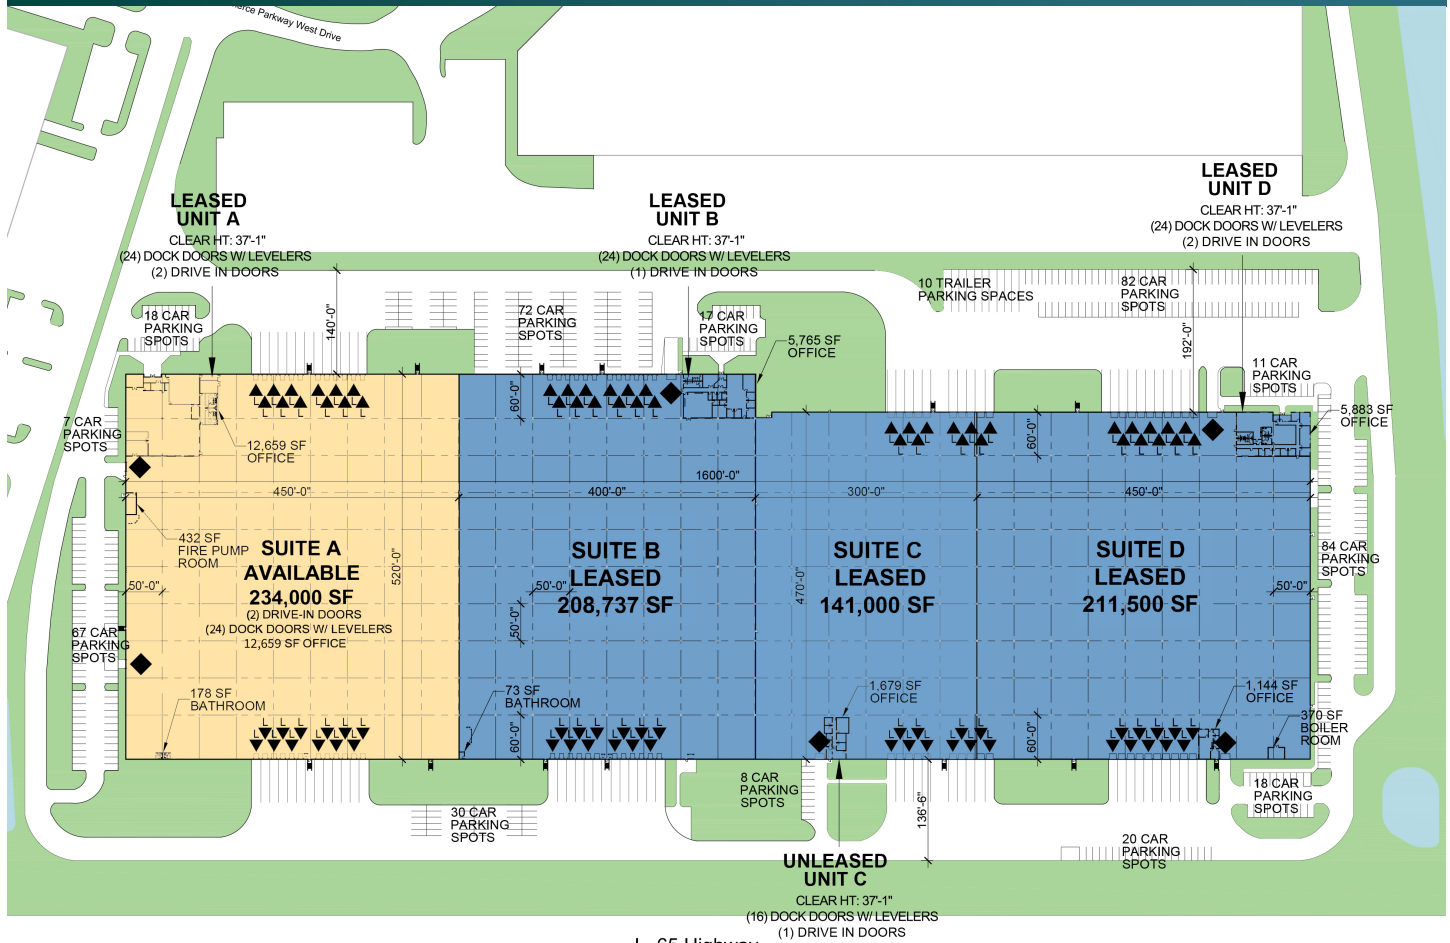 Parkway West Drive
LEASED
UNIT A
CLEAR HT: 37'-1"
(24) DOCK DOORS W/ LEVELERS
(2) DRIVE IN DOORS
LEASED
UNIT B
CLEAR HT: 37'-1"
(24) DOCK DOORS W/ LEVELERS
(1) DRIVE IN DOORS
LEASED
UNIT D
CLEAR HT: 37'-1"
(24) DOCK DOORS W/ LEVELERS
(2) DRIVE IN DOORS
18 CAR
PARKING
SPOTS
140'-0"
72 CAR
PARKING
SPOTS
17 CAR
PARKING
SPOTS
5,765 SF
OFFICE
10 TRAILER
PARKING SPACES
82 CAR
PARKING
SPOTS
192'-0"
11 CAR
PARKING
SPOTS
5,883 SF
OFFICE
7 CAR
PARKING
SPOTS
12,659 SF
OFFICE
60'-0"
60'-0"
1600'-0"
450'-0"
400'-0"
300'-0"
450'-0"
432 SF
FIRE PUMP
ROOM
50'-0"
SUITE A
AVAILABLE
234,000 SF
(2) DRIVE-IN DOORS
(24) DOCK DOORS W/ LEVELERS
12,659 SF OFFICE
520'-0"
SUITE B
LEASED
208,737 SF
50'-0"
50'-0"
SUITE C
LEASED
141,000 SF
470'-0"
SUITE D
LEASED
211,500 SF
50'-0"
84 CAR
PARKING
SPOTS
67 CAR
PARKING
SPOTS
178 SF
BATHROOM
73 SF
BATHROOM
60'-0"
1,679 SF
OFFICE
60'-0"
1,144 SF
OFFICE
370 SF
BOILER
ROOM
30 CAR
PARKING
SPOTS
8 CAR
PARKING
SPOTS
136'-6"
18 CAR
PARKING
SPOTS
20 CAR
PARKING
SPOTS
UNLEASED
UNIT C
CLEAR HT: 37'-1"
(16) DOCK DOORS W/ LEVELERS
(1) DRIVE IN DOORS